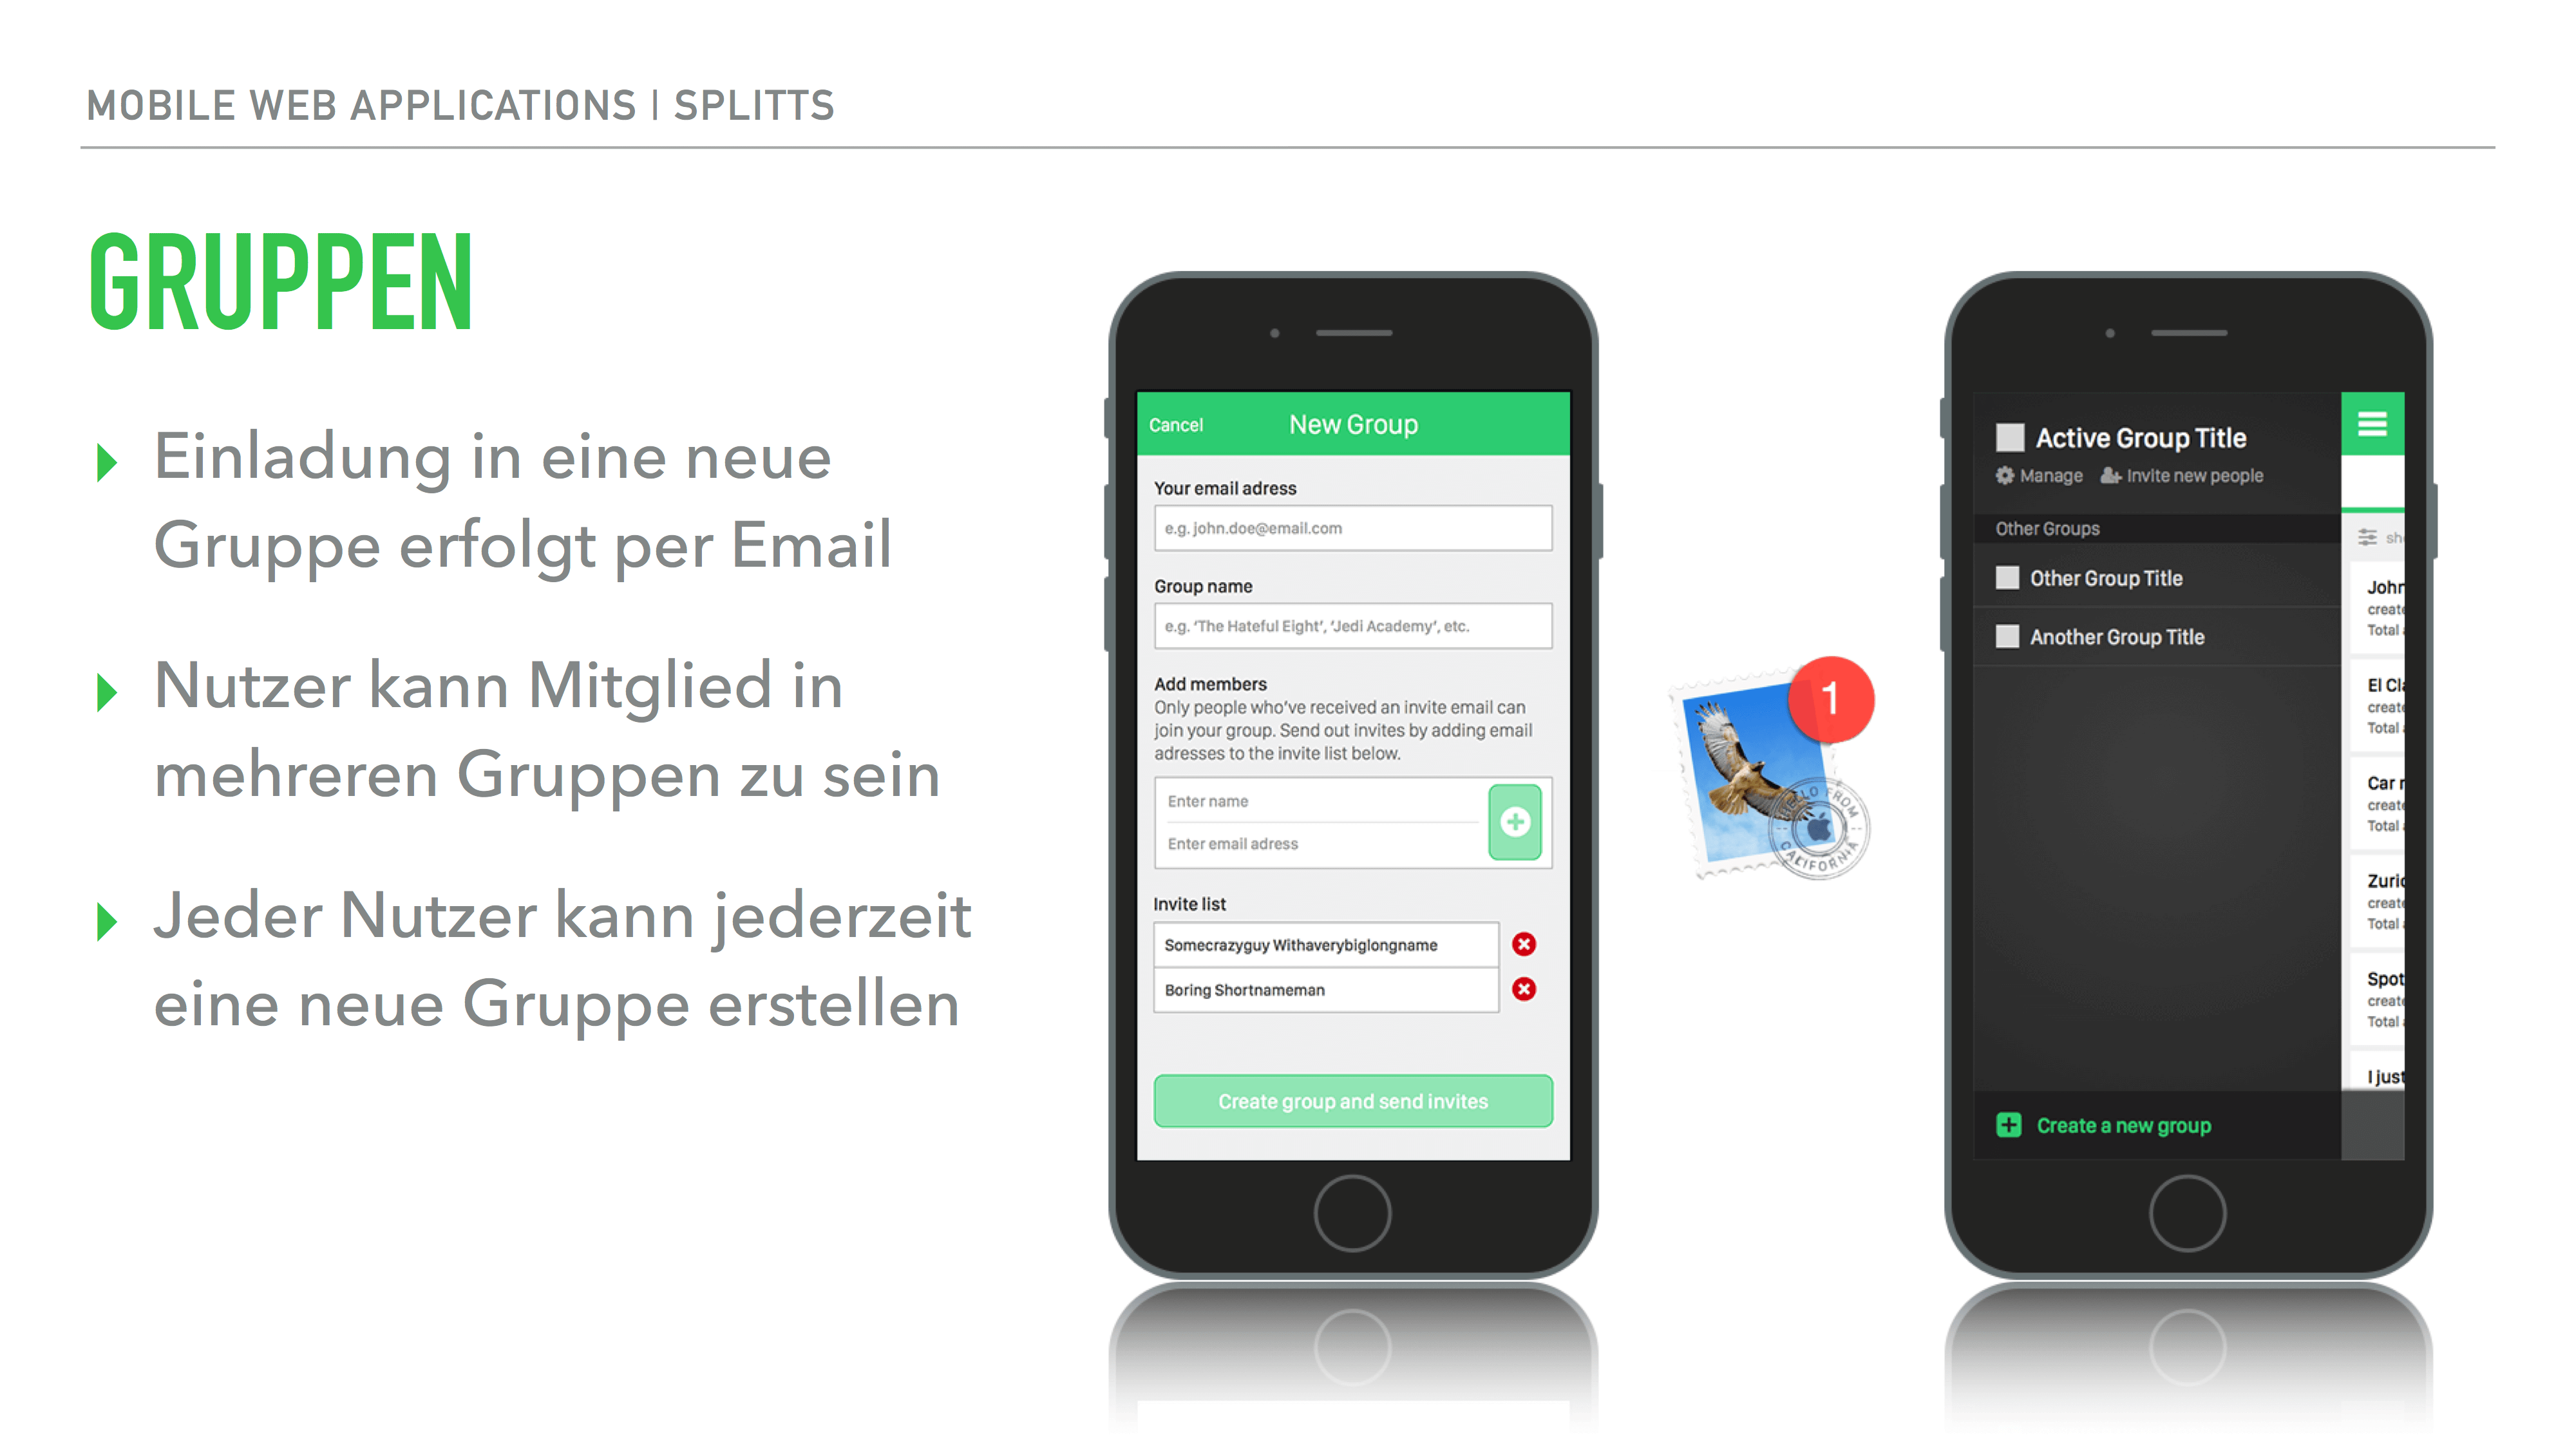 MOBILE WEB APPLICATIONS | SPLITTS
GRUPPEN
Einladung in eine neue
Gruppe erfolgt per Email
Nutzer kann Mitglied in
mehreren Gruppen zu sein
Jeder Nutzer kann jederzeit
eine neue Gruppe erstellen
Cancel
New Group
Your email adress
e.g. john.doe@email.com
Group name
e.g. ‘The Hateful Eight’, ‘Jedi Academy’, etc.
Add members
Only people who’ve received an invite email can
join your group. Send out invites by adding email
adresses to the invite list below.
Enter name
Enter email adress
Invite list
Somecrazyguy Withaverybiglongname
Boring Shortnameman
Create group and send invites
1
HELLO FROM
CALIFORNIA
Active Group Title
Manage
Invite new people
Other Groups
Other Group Title
Another Group Title
Create a new group
sh
John
create
Total
El Cl
create
Total
Car
create
Total
Zuric
create
Total
Spot
create
Total
I just